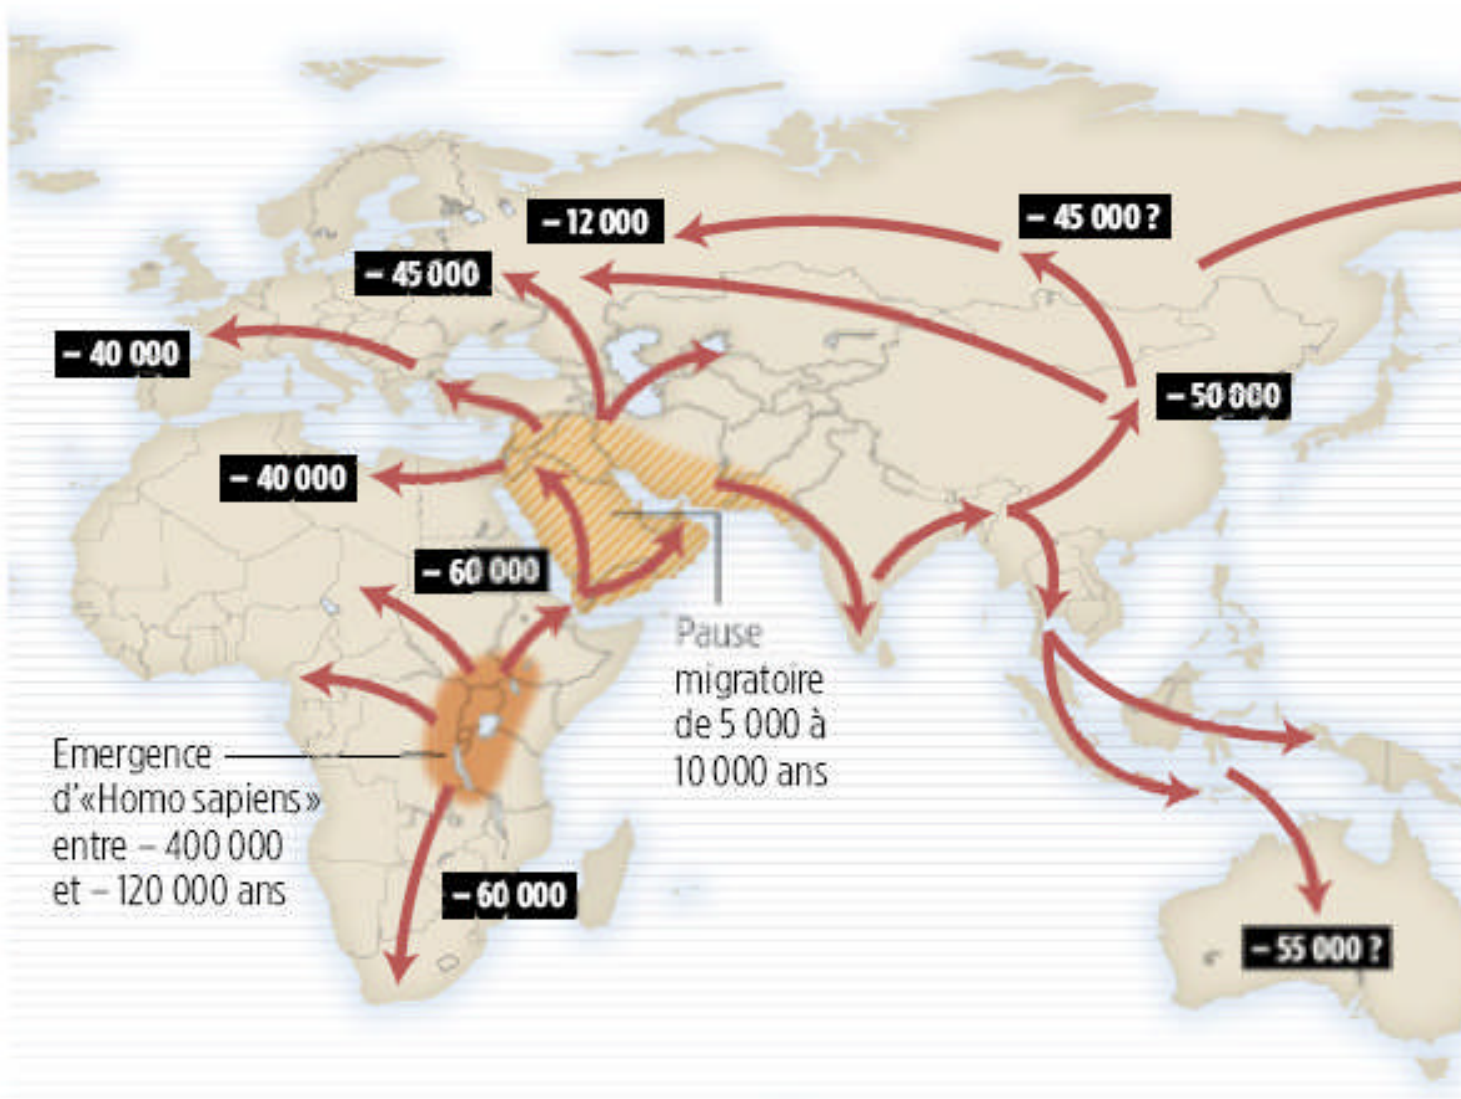 – 12 000
– 45 000 ?
– 45 000
– 40 000
– 50 000
– 40 000
– 60 000
Pause
migratoire
de 5 000 à
10 000 ans
Emergence
d'«Homo sapiens»
entre – 400 000
et – 120 000 ans
– 60 000
– 55 000 ?